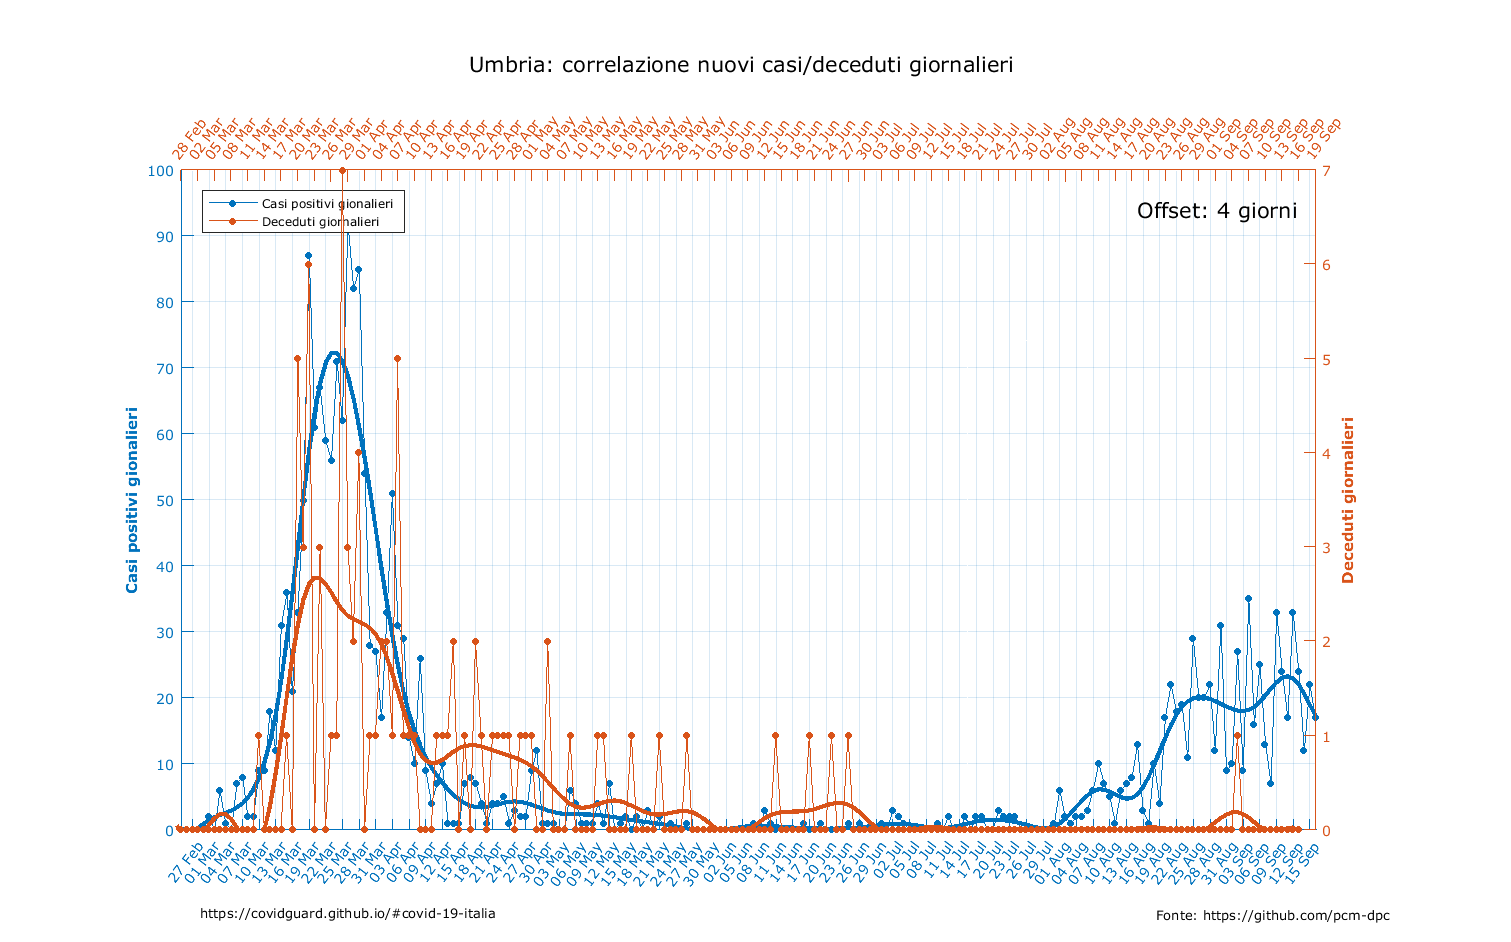 Umbria: correlazione nuovi casi/deceduti giornalieri
28 Feb 02 Mar 05 Mar 08 Mar 11 Mar 14 Mar 17 Mar 20 Mar 23 Mar 26 Mar 29 Mar 01 Apr 04 Apr 07 Apr 10 Apr 13 Apr 16 Apr 19 Apr 22 Apr 25 Apr 28 Apr 01 May 04 May 07 May 10 May 13 May 16 May 19 May 22 May 25 May 28 May 31 May 03 Jun 06 Jun 09 Jun 12 Jun 15 Jun 18 Jun 21 Jun 24 Jun 27 Jun 30 Jun 03 Jul 06 Jul 09 Jul 12 Jul 15 Jul 18 Jul 21 Jul 24 Jul 27 Jul 30 Jul 02 Aug 05 Aug 08 Aug 11 Aug 14 Aug 17 Aug 20 Aug 23 Aug 26 Aug 29 Aug 01 Sep 04 Sep 07 Sep 10 Sep 13 Sep 16 Sep 19 Sep
100 7
Casi positivi gionalieri
Deceduti giornalieri
Offset: 4 giorni
90
6
80
70
5
60
4
50
40
3
30
2
20
10
1
0 0
Casi positivi gionalieri
Deceduti giornalieri
27 Feb 01 Mar 04 Mar 07 Mar 10 Mar 13 Mar 16 Mar 19 Mar 22 Mar 25 Mar 28 Mar 31 Mar 03 Apr 06 Apr 09 Apr 12 Apr 15 Apr 18 Apr 21 Apr 24 Apr 27 Apr 30 Apr 03 May 06 May 09 May 12 May 15 May 18 May 21 May 24 May 27 May 30 May 02 Jun 05 Jun 08 Jun 11 Jun 14 Jun 17 Jun 20 Jun 23 Jun 26 Jun 29 Jun 02 Jul 05 Jul 08 Jul 11 Jul 14 Jul 17 Jul 20 Jul 23 Jul 26 Jul 29 Jul 01 Aug 04 Aug 07 Aug 10 Aug 13 Aug 16 Aug 19 Aug 22 Aug 25 Aug 28 Aug 31 Aug 03 Sep 06 Sep 09 Sep 12 Sep 15 Sep
https://covidguard.github.io/#covid-19-italia
Fonte: https://github.com/pcm-dpc